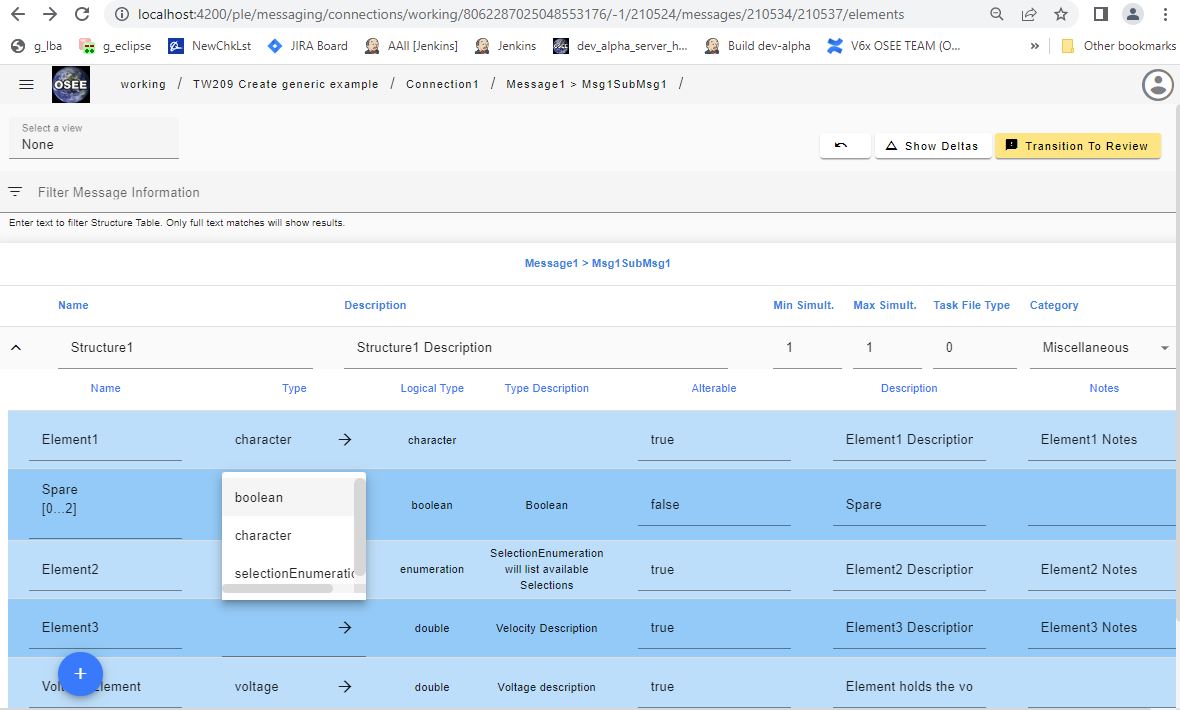 localhost:4200/ple/messaging/connections/working/8062287025048553176/-1/210524/messages/210534/210537/elements
g_lba g_eclipse NewChkLst JIRA Board AAII [Jenkins] Jenkins dev_alpha_server_h... Build dev-alpha V6x OSEE TEAM (O... » Other bookmarks
OSEE working / TW209 Create generic example / Connection1 / Message1 > Msg1SubMsg1 /
Select a view
None
Show Deltas Transition To Review
Filter Message Information
Enter text to filter Structure Table. Only full text matches will show results.
Message1 > Msg1SubMsg1
Name Description Min Simult. Max Simult. Task File Type Category
Structure1 Structure1 Description 1 1 0 Miscellaneous
Name Type Logical Type Type Description Alterable Description Notes
Element1 character character true Element1 Description Element1 Notes
Spare
[0...2]
boolean boolean Boolean false Spare
character
selectionEnumeratio
Element2 enumeration SelectionEnumeration
will list available
Selections
true Element2 Description Element2 Notes
Element3 double Velocity Description true Element3 Description Element3 Notes
+
Vol lement voltage double Voltage description true Element holds the vo